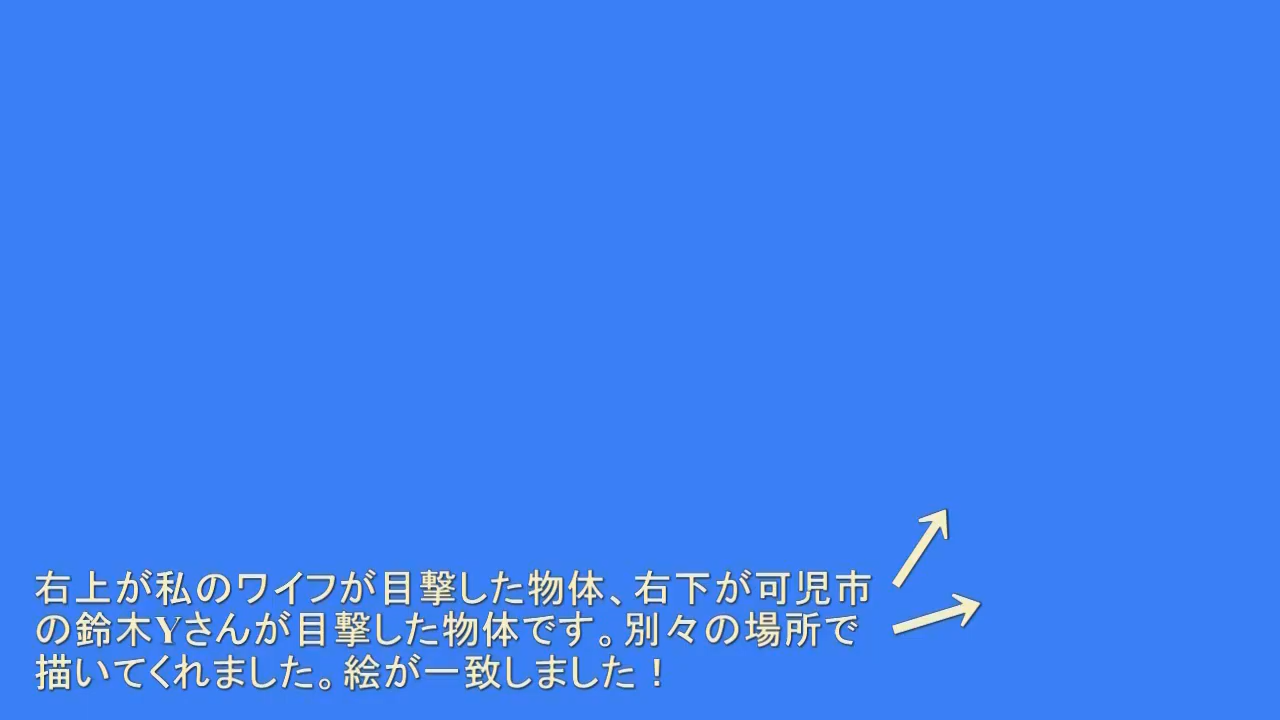 右上が私のワイフが目撃した物体、右下が可児市
の鈴木Yさんが目撃した物体です。別々の場所で
描いてくれました。絵が一致しました！